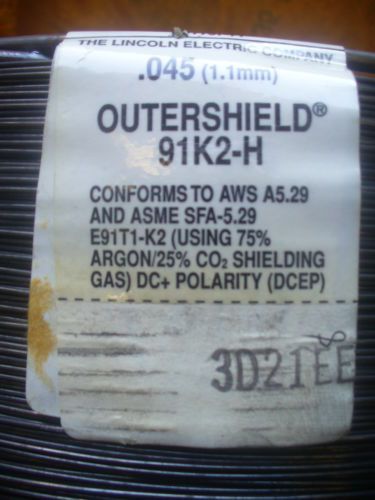 THE LINCOLN ELECTRIC COMPANY
.045 (1.1mm)
OUTERSHIELD®
91K2-H
CONFORMS TO AWS A5.29
AND ASME SFA-5.29
E91T1-K2 (USING 75%
ARGON/25% CO₂ SHIELDING
GAS) DC+ POLARITY (DCEP)
3D21EE